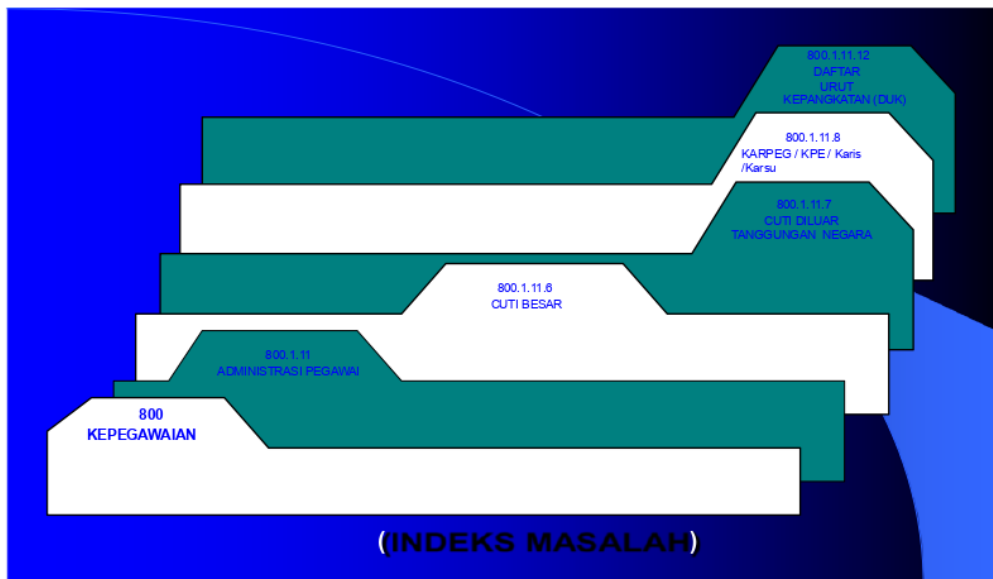 800.1.11.12
DAFTAR
URUT
KEPANGKATAN (DUK)
800.1.11.8
KARPEG / KPE / Karis
/Karsu
800.1.11.7
CUTI DILUAR
TANGGUNGAN NEGARA
800.1.11.6
CUTI BESAR
800.1.11
ADMINISTRASI PEGAWAI
800
KEPEGAWAIAN
(INDEKS MASALAH)